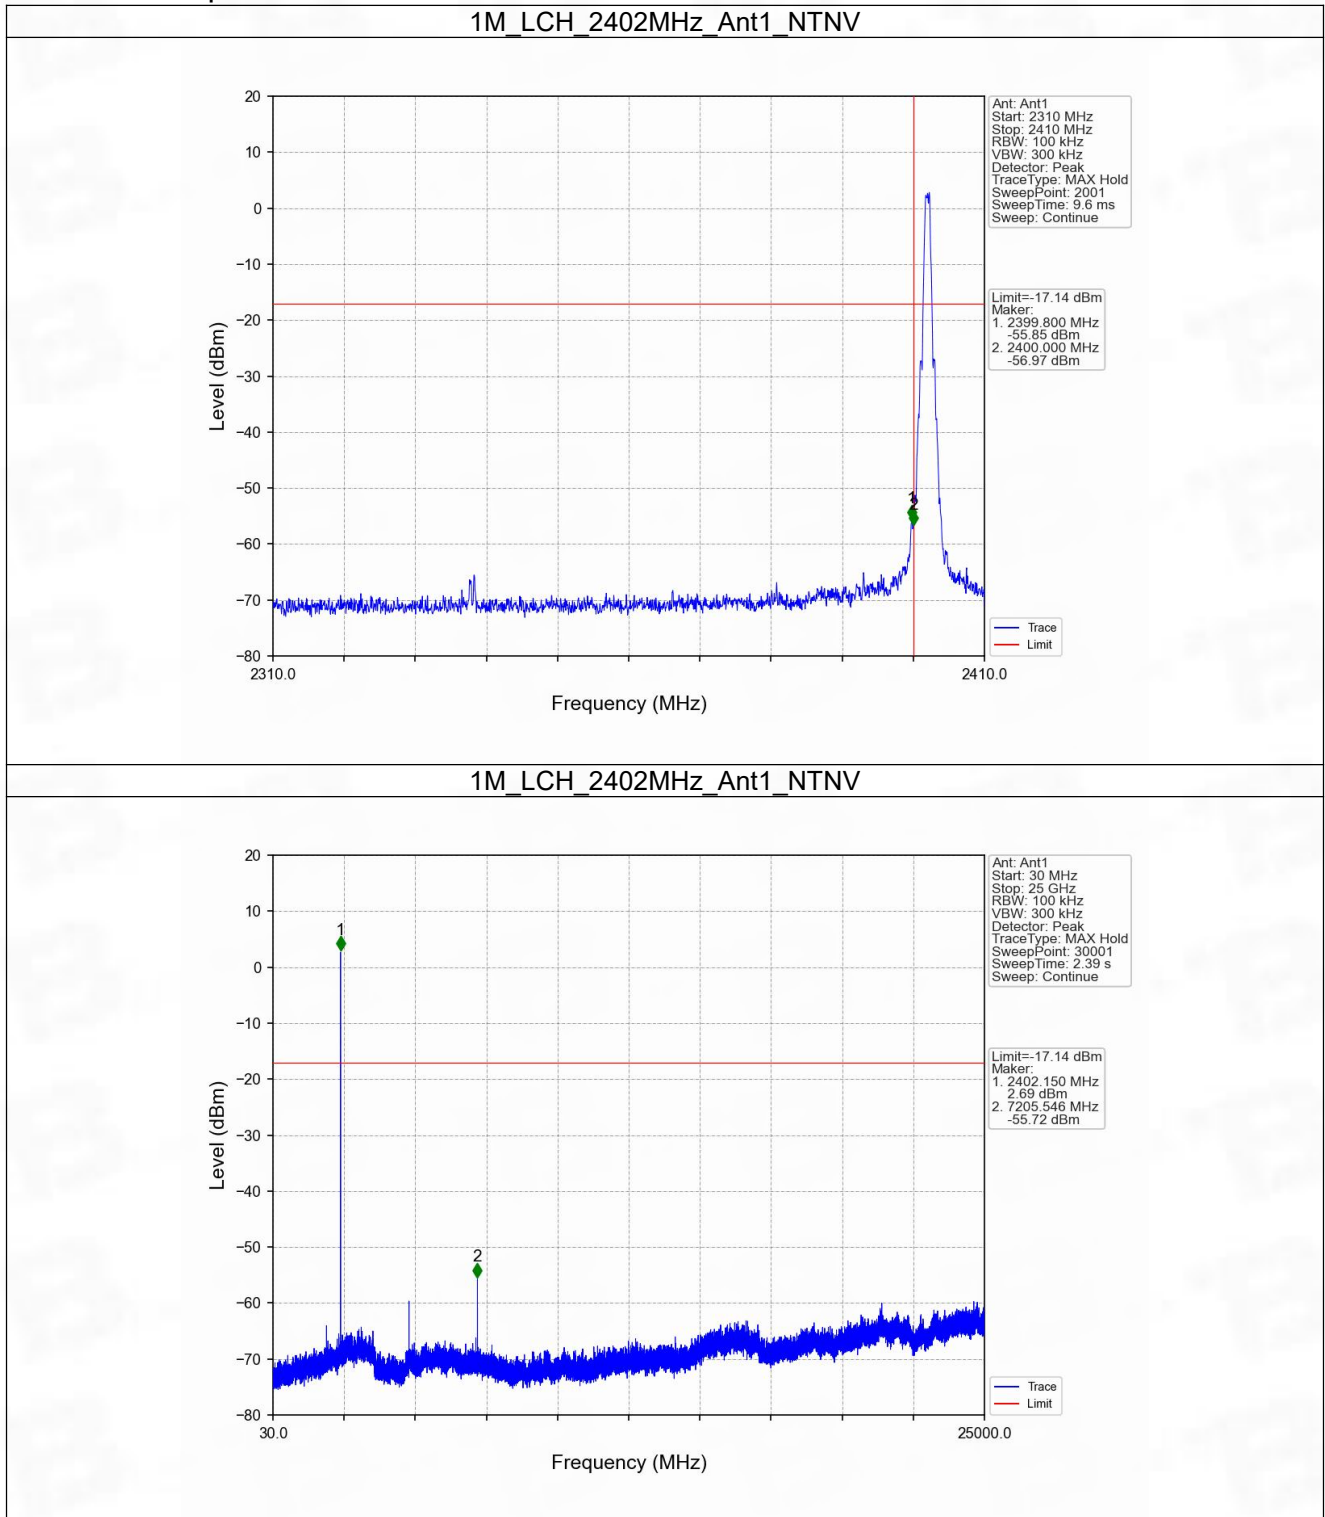 1M_LCH_2402MHz_Ant1_NTNV
20
10
0
−10
−20
−30
−40
−50
−60
−70
−80
Level (dBm)
1
2
2310.0
2410.0
Frequency (MHz)
Ant: Ant1
Start: 2310 MHz
Stop: 2410 MHz
RBW: 100 kHz
VBW: 300 kHz
Detector: Peak
TraceType: MAX Hold
SweepPoint: 2001
SweepTime: 9.6 ms
Sweep: Continue
Limit=-17.14 dBm
Maker:
1. 2399.800 MHz
-55.85 dBm
2. 2400.000 MHz
-56.97 dBm
Trace
Limit
1M_LCH_2402MHz_Ant1_NTNV
20
10
0
−10
−20
−30
−40
−50
−60
−70
−80
Level (dBm)
1
2
30.0
25000.0
Frequency (MHz)
Ant: Ant1
Start: 30 MHz
Stop: 25 GHz
RBW: 100 kHz
VBW: 300 kHz
Detector: Peak
TraceType: MAX Hold
SweepPoint: 30001
SweepTime: 2.39 s
Sweep: Continue
Limit=-17.14 dBm
Maker:
1. 2402.150 MHz
2.69 dBm
2. 7205.546 MHz
-55.72 dBm
Trace
Limit